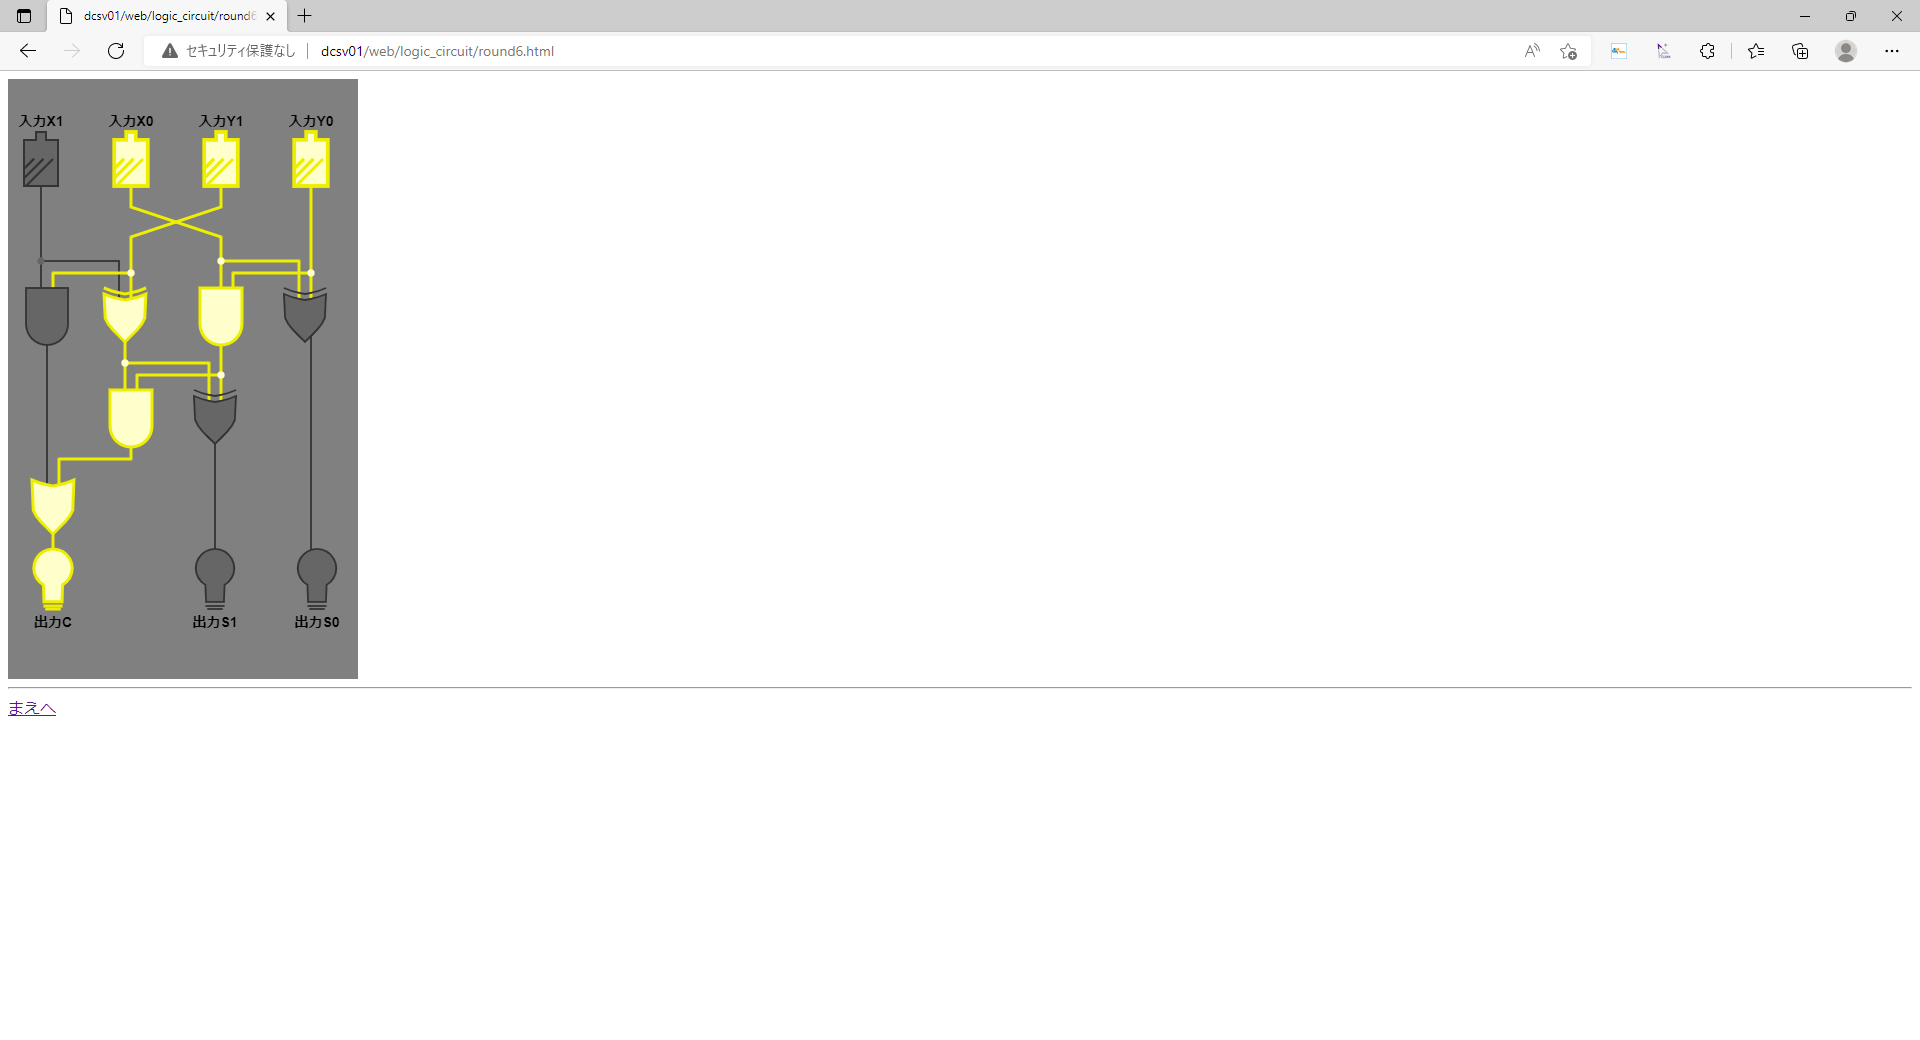 dcsv01/web/logic_circuit/round6
セキュリティ保護なし
dcsv01/web/logic_circuit/round6.html
入力X1 入力X0 入力Y1 入力Y0
出力C 出力S1 出力S0
まえへ